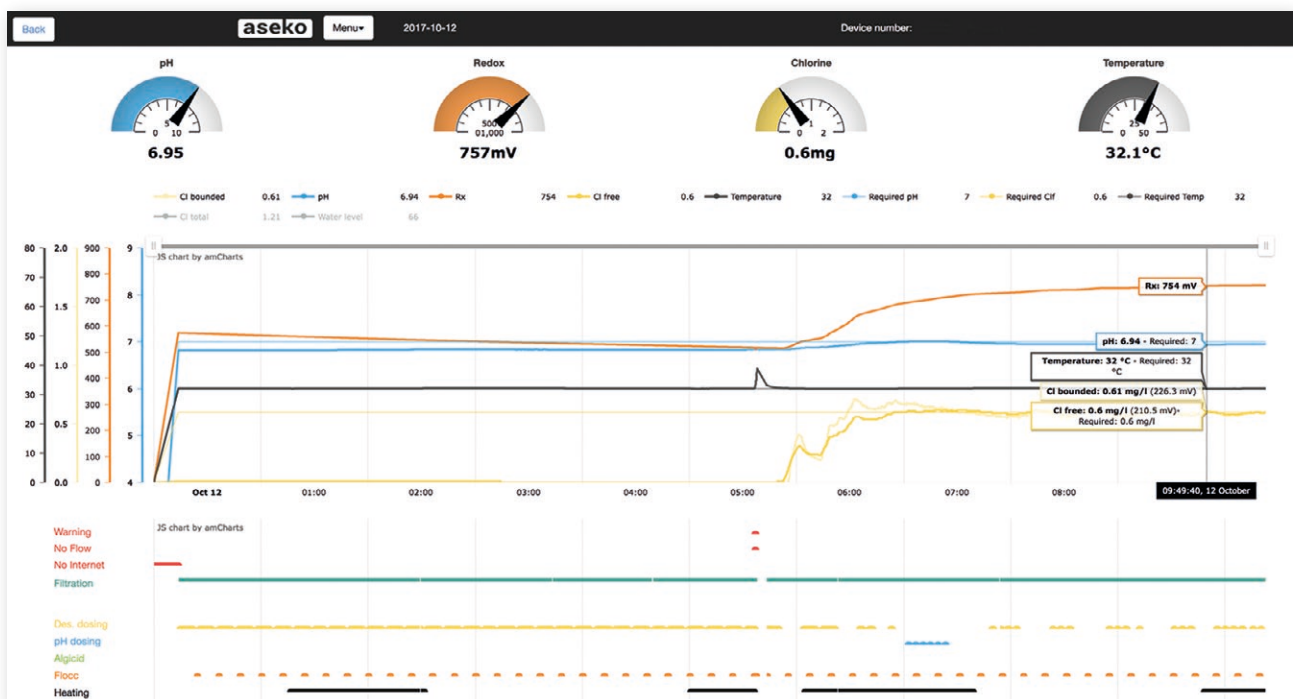 Back aseko Menu 2017-10-12 Device number:
pH Redox Chlorine Temperature
5 500 1 25
0 10 01,000 0 2 0 50
6.95 757mV 0.6mg 32.1°C
Cl bounded 0.61 pH 6.94 Rx 754 Cl free 0.6 Temperature 32 Required pH 7 Required Clf 0.6 Required Temp 32
Cl total 1.21 Water level 66
JS chart by amCharts
80 2.0 900 9
70 800 8
60 1.5 700
50 600 7
40 1.0 500
30 400 6
20 0.5 300
10 200 5
0 0.0 100
0 4
Rx: 754 mV
pH: 6.94 - Required: 7
Temperature: 32 °C - Required: 32
°C
Cl bounded: 0.61 mg/l (226.3 mV)
Cl free: 0.6 mg/l (210.5 mV)-
Required: 0.6 mg/l
Oct 12 01:00 02:00 03:00 04:00 05:00 06:00 07:00 08:00 09:49:40, 12 October
JS chart by amCharts
Warning
No Flow
No Internet
Filtration
Des. dosing
pH dosing
Algicid
Flocc
Heating